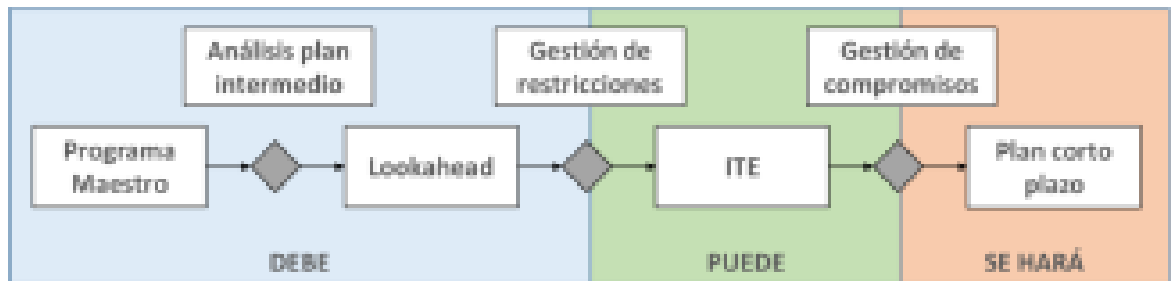 Análisis plan
intermedio
Gestión de
restricciones
Gestión de
compromisos
Programa
Maestro
Lookahead
ITE
Plan corto
plazo
DEBE
PUEDE
SE HARÁ